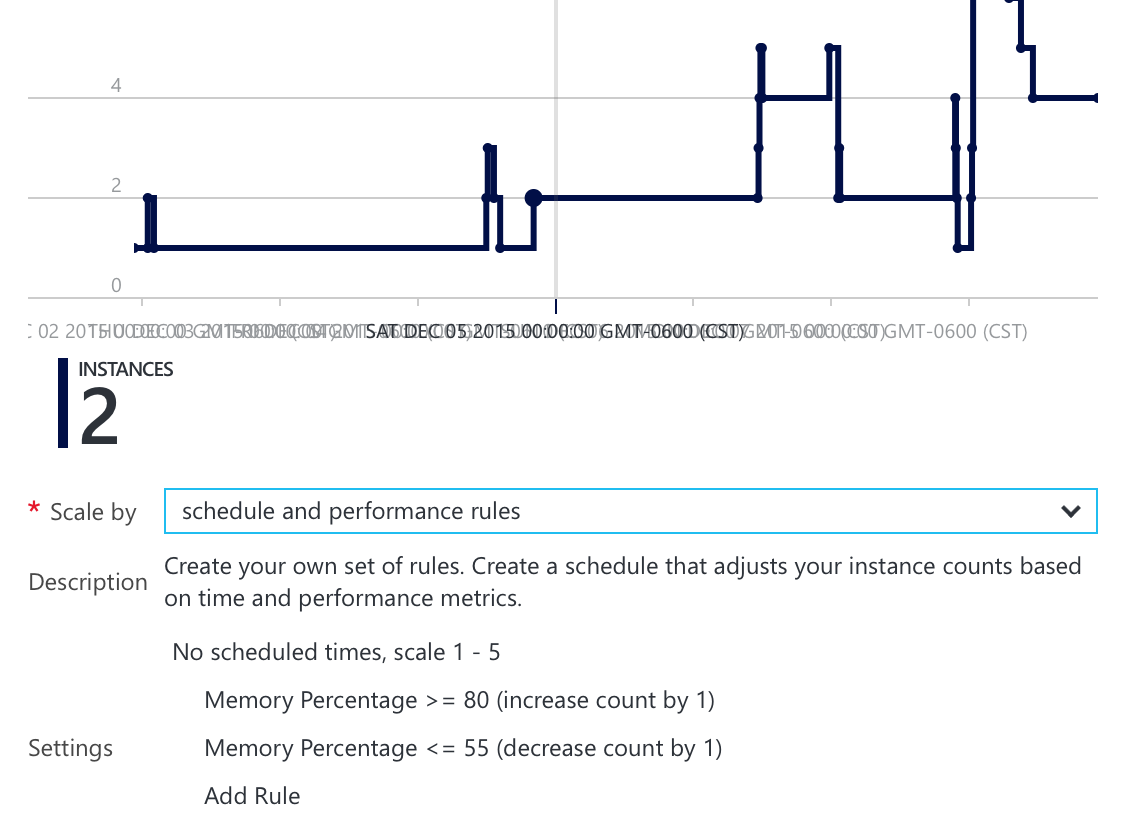 4
2
0
SAT DEC 05 2015 00:00:00 GMT-0600 (CST) GMT-0600 (CST)
INSTANCES
2
* Scale by schedule and performance rules
Description Create your own set of rules. Create a schedule that adjusts your instance counts based
on time and performance metrics.
No scheduled times, scale 1 - 5
Memory Percentage >= 80 (increase count by 1)
Settings Memory Percentage <= 55 (decrease count by 1)
Add Rule